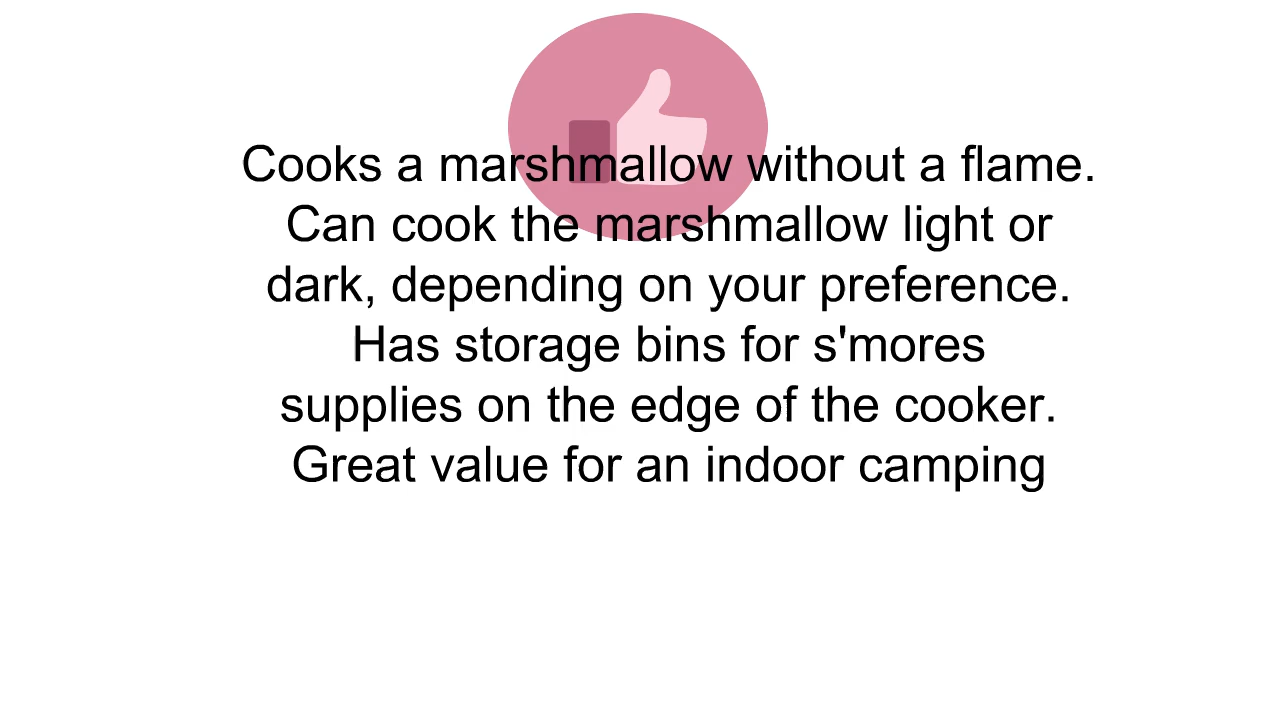 Cooks a marshmallow without a flame.
Can cook the marshmallow light or
dark, depending on your preference.
Has storage bins for s'mores
supplies on the edge of the cooker.
Great value for an indoor camping